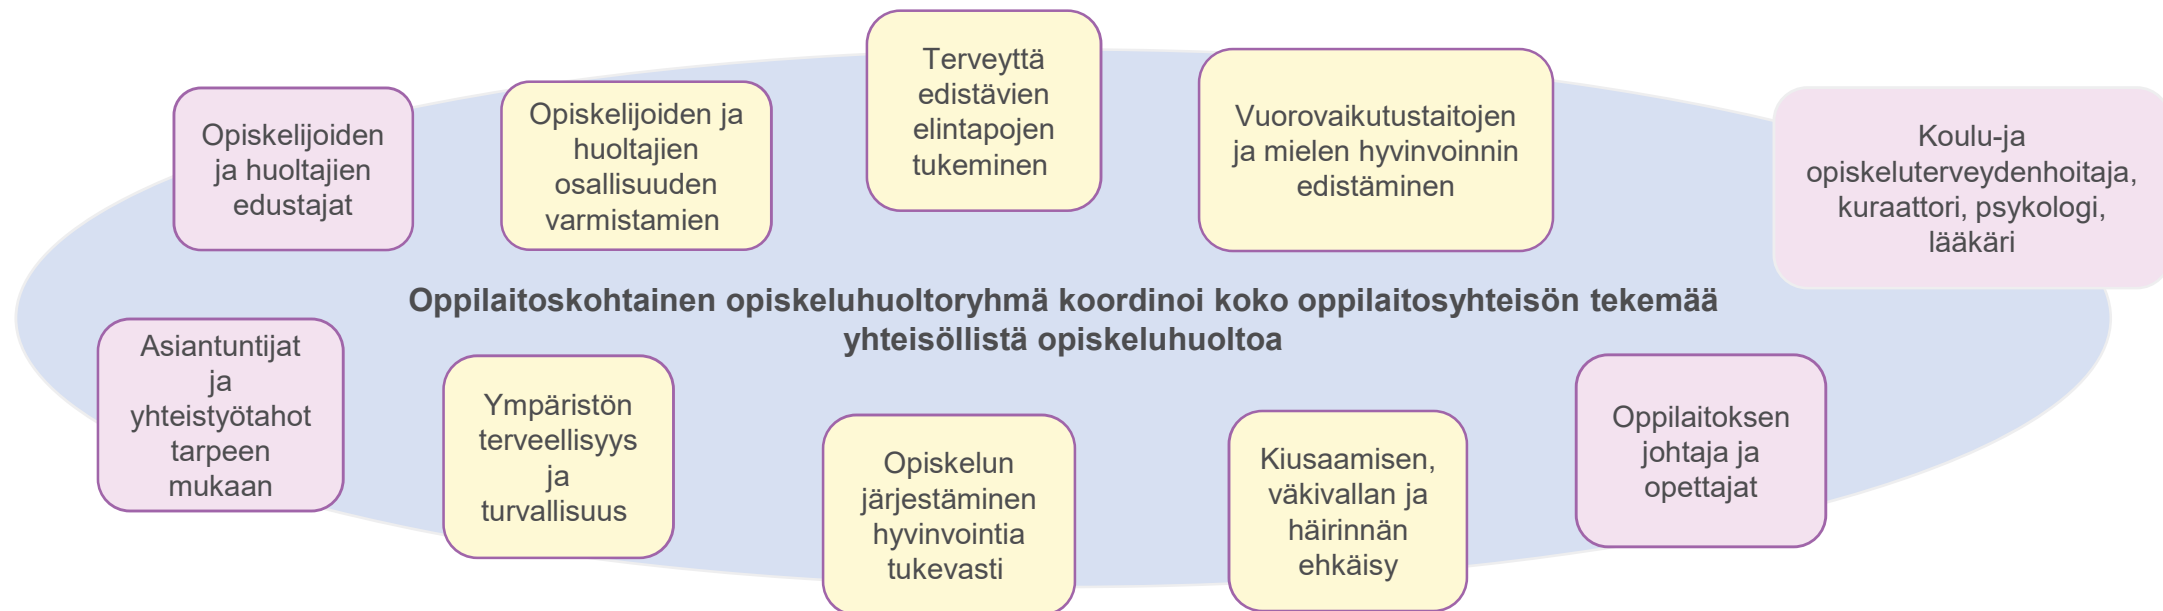 Opiskelijoiden
ja huoltajien
edustajat
Opiskelijoiden ja
huoltajien
osallisuuden
varmistamien
Terveyttä
edistävien
elintapojen
tukeminen
Vuorovaikutustaitojen
ja mielen hyvinvoinnin
edistäminen
Koulu-ja
opiskeluterveydenhoitaja,
kuraattori, psykologi,
lääkäri
Oppilaitoskohtainen opiskeluhuoltoryhmä koordinoi koko oppilaitosyhteisön tekemää
yhteisöllistä opiskeluhuoltoa
Asiantuntijat
ja
yhteistyötahot
tarpeen
mukaan
Ympäristön
terveellisyys
ja
turvallisuus
Opiskelun
järjestäminen
hyvinvointia
tukevasti
Kiusaamisen,
väkivallan ja
häirinnän
ehkäisy
Oppilaitoksen
johtaja ja
opettajat